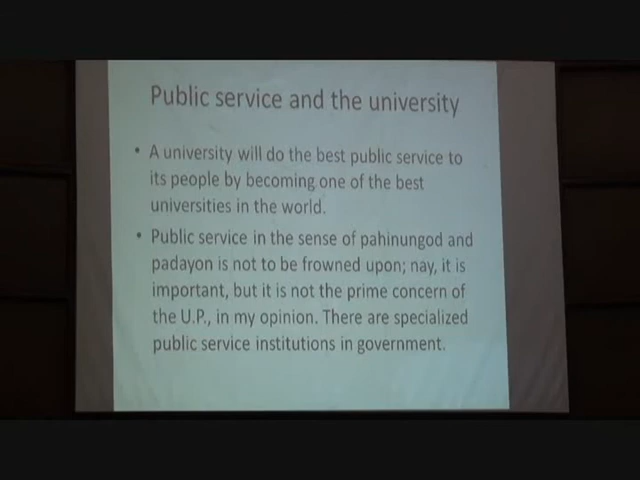 Public service and the university
• A university will do the best public service to
its people by becoming one of the best
universities in the world.
• Public service in the sense of pahinungod and
padayon is not to be frowned upon; nay, it is
important, but it is not the prime concern of
the U.P., in my opinion. There are specialized
public service institutions in government.